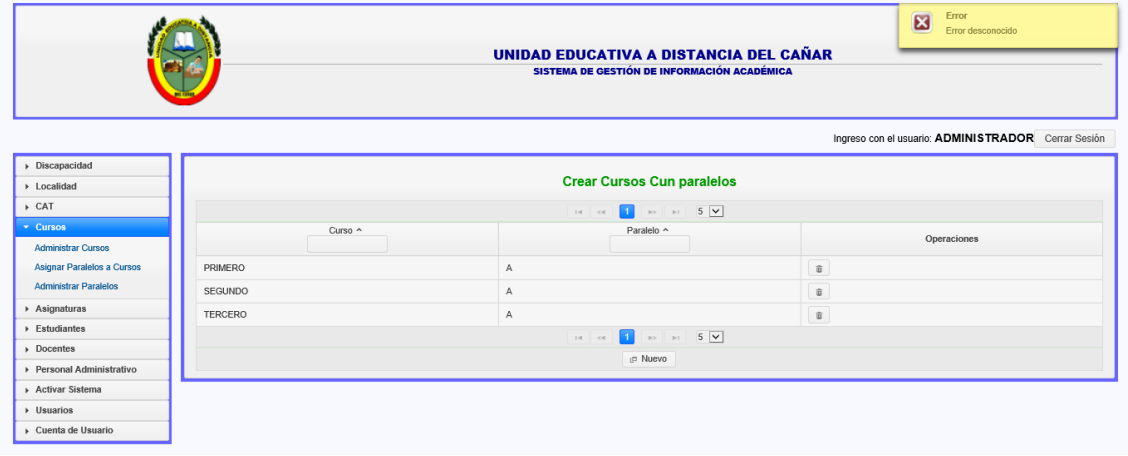 Error
Error desconocido
UNIDAD EDUCATIVA A DISTANCIA DEL CAÑAR
SISTEMA DE GESTIÓN DE INFORMACIÓN ACADÉMICA
Ingreso con el usuario: ADMINISTRADOR Cerrar Sesión
Discapacidad
Localidad
CAT
Cursos
Administrar Cursos
Asignar Paralelos a Cursos
Administrar Paralelos
Asignaturas
Estudiantes
Docentes
Personal Administrativo
Activar Sistema
Usuarios
Cuenta de Usuario
Crear Cursos Cun paralelos
1 5
Curso Paralelo Operaciones
PRIMERO A
SEGUNDO A
TERCERO A
1 5
Nuevo